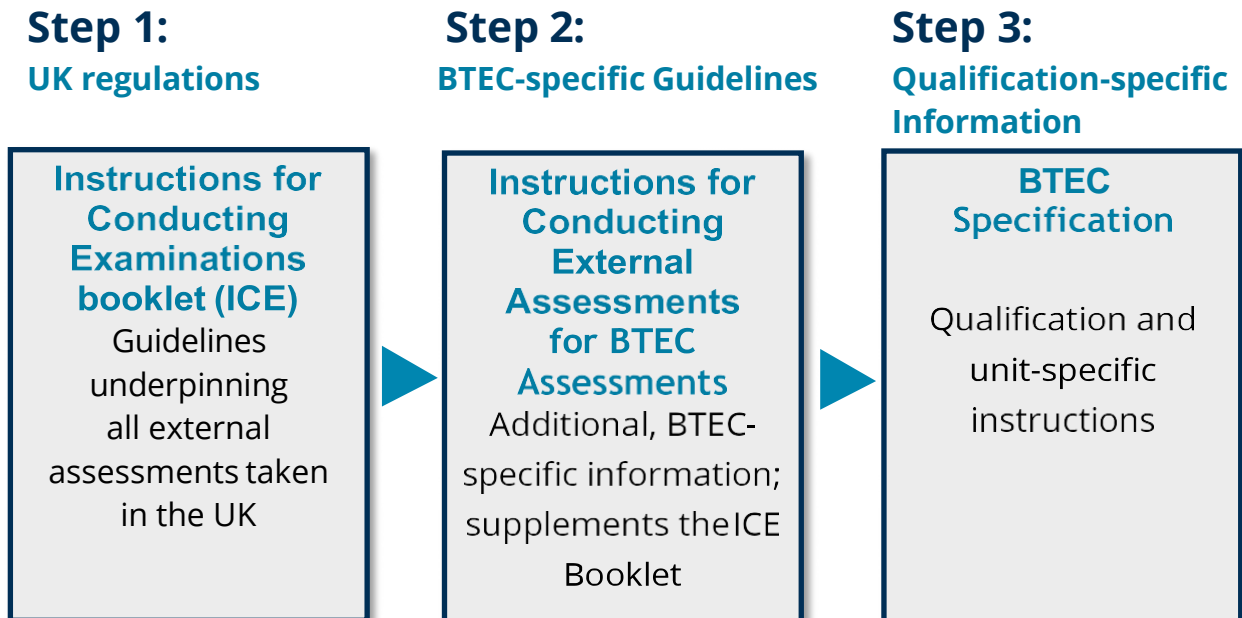 Step 1:
UK regulations
Instructions for
Conducting
Examinations
booklet (ICE)
Guidelines
underpinning
all external
assessments taken
in the UK
Step 2:
BTEC-specific Guidelines
Instructions for
Conducting
External
Assessments
for BTEC
Assessments
Additional, BTEC-
specific information;
supplements the ICE
Booklet
Step 3:
Qualification-specific
Information
BTEC
Specification
Qualification and
unit-specific
instructions